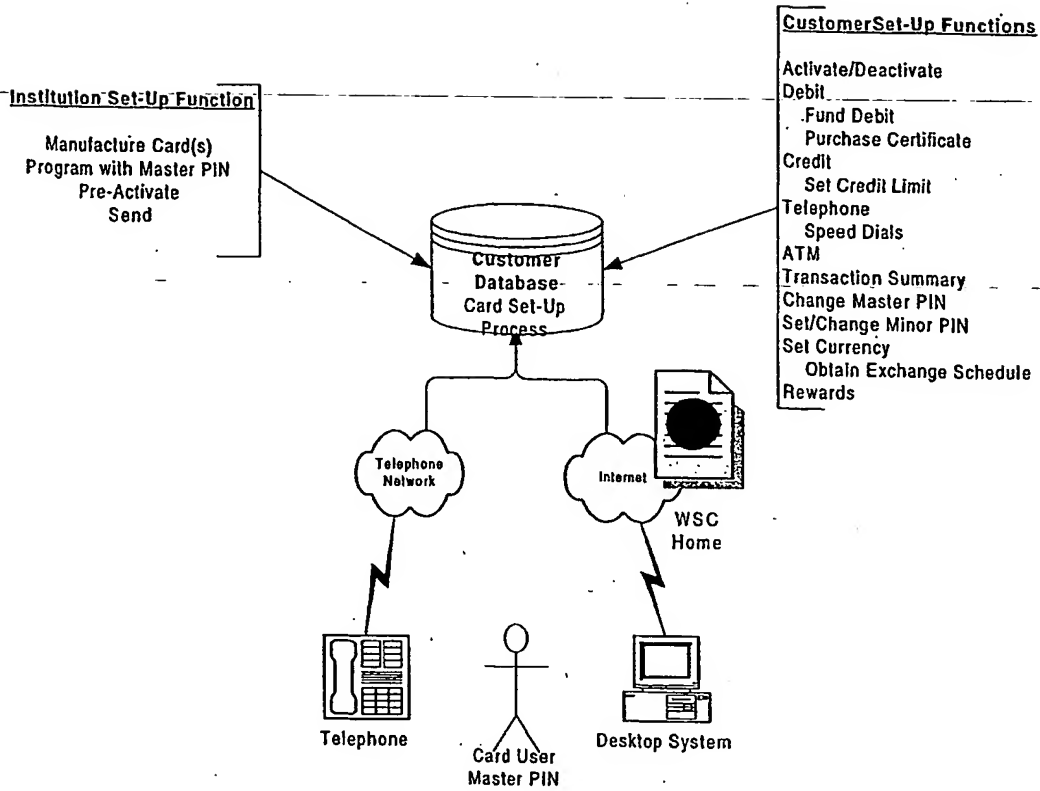 Institution Set-Up Function
Manufacture Card(s)
Program with Master PIN
Pre-Activate
Send
CustomerSet-Up Functions
Activate/Deactivate
Debit
Fund Debit
Purchase Certificate
Credit
Set Credit Limit
Telephone
Speed Dials
ATM
Transaction Summary
Change Master PIN
Set/Change Minor PIN
Set Currency
Obtain Exchange Schedule
Rewards
Customer
Database
Card Set-Up
Process
Telephone
Network
Internet
WSC
Home
Telephone
Card User
Master PIN
Desktop System